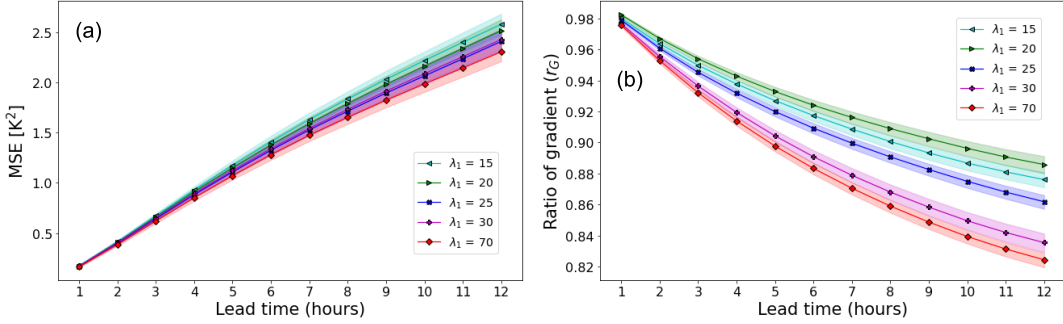 (a)
MSE [K²]
2.5
2.0
1.5
1.0
0.5
λ₁ = 15
λ₁ = 20
λ₁ = 25
λ₁ = 30
λ₁ = 70
1 2 3 4 5 6 7 8 9 10 11 12
Lead time (hours)
(b)
Ratio of gradient (r_G)
0.98
0.96
0.94
0.92
0.90
0.88
0.86
0.84
0.82
λ₁ = 15
λ₁ = 20
λ₁ = 25
λ₁ = 30
λ₁ = 70
1 2 3 4 5 6 7 8 9 10 11 12
Lead time (hours)